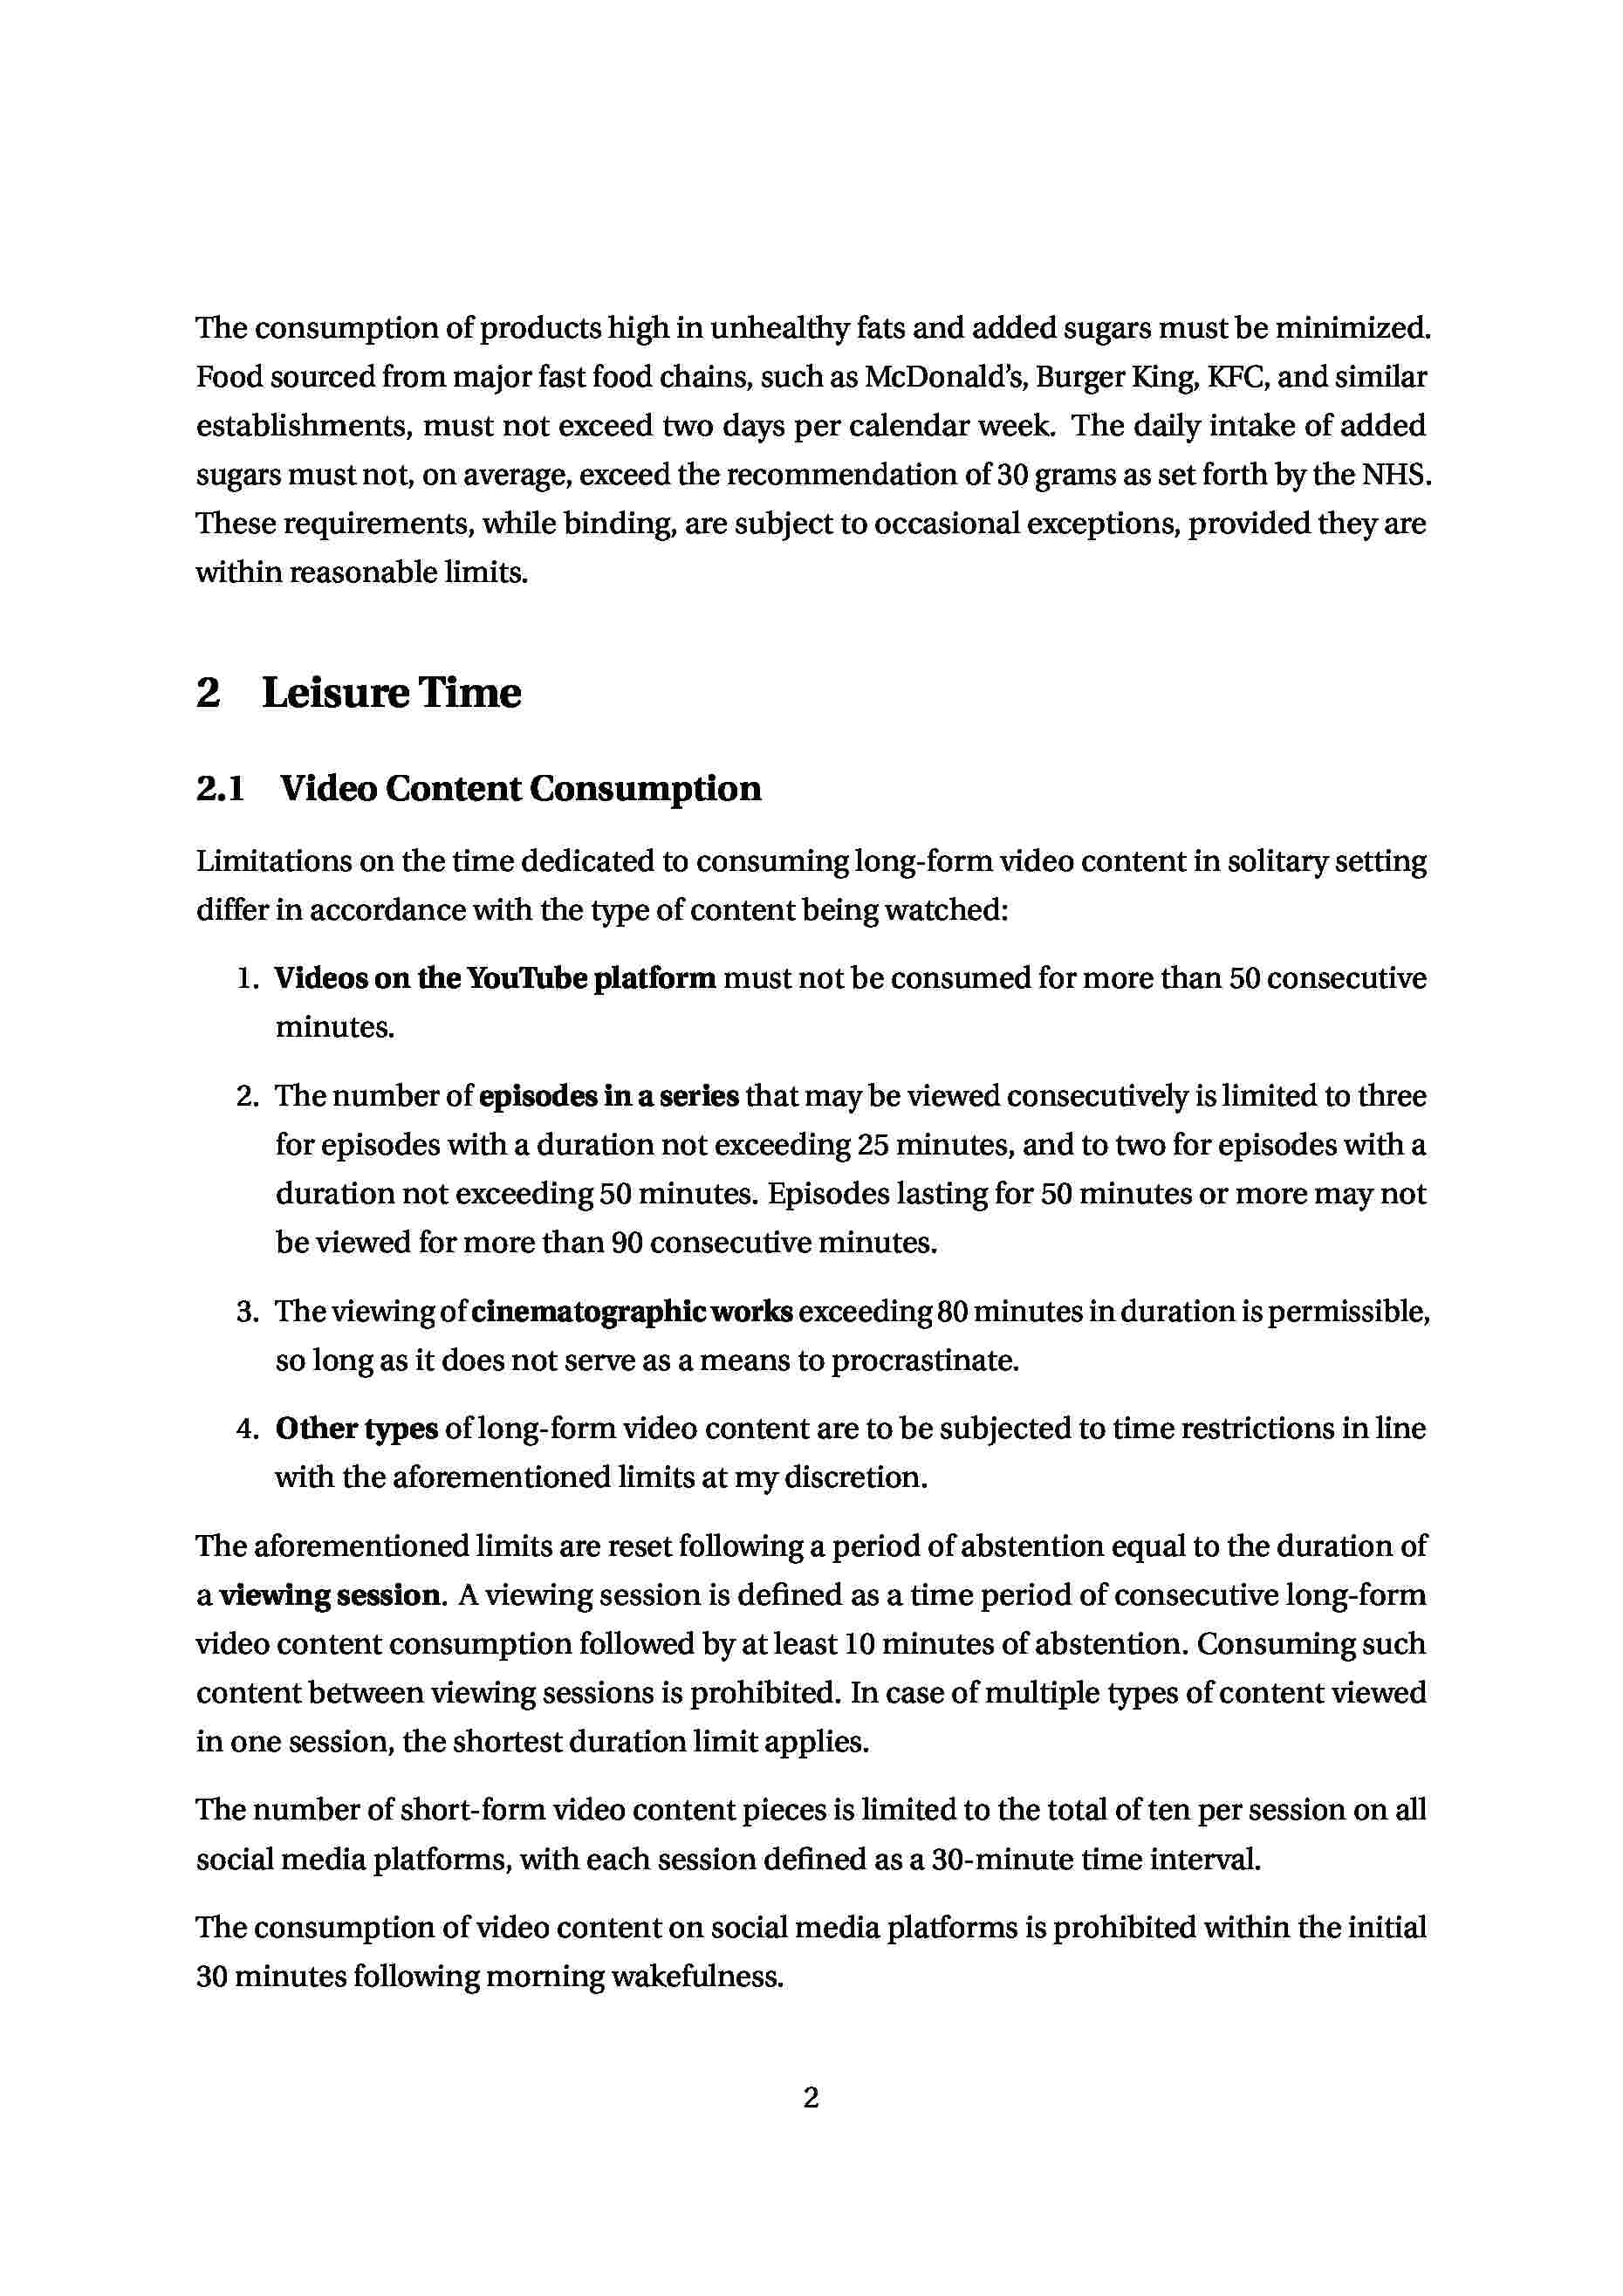 The consumption of products high in unhealthy fats and added sugars must be minimized.
Food sourced from major fast food chains, such as McDonald’s, Burger King, KFC, and similar
establishments, must not exceed two days per calendar week. The daily intake of added
sugars must not, on average, exceed the recommendation of 30 grams as set forth by the NHS.
These requirements, while binding, are subject to occasional exceptions, provided they are
within reasonable limits.
2 Leisure Time
2.1 Video Content Consumption
Limitations on the time dedicated to consuming long-form video content in solitary setting
differ in accordance with the type of content being watched:
1. Videos on the YouTube platform must not be consumed for more than 50 consecutive
minutes.
2. The number of episodes in a series that may be viewed consecutively is limited to three
for episodes with a duration not exceeding 25 minutes, and to two for episodes with a
duration not exceeding 50 minutes. Episodes lasting for 50 minutes or more may not
be viewed for more than 90 consecutive minutes.
3. The viewing of cinematographic works exceeding 80 minutes in duration is permissible,
so long as it does not serve as a means to procrastinate.
4. Other types of long-form video content are to be subjected to time restrictions in line
with the aforementioned limits at my discretion.
The aforementioned limits are reset following a period of abstention equal to the duration of
a viewing session. A viewing session is defined as a time period of consecutive long-form
video content consumption followed by at least 10 minutes of abstention. Consuming such
content between viewing sessions is prohibited. In case of multiple types of content viewed
in one session, the shortest duration limit applies.
The number of short-form video content pieces is limited to the total of ten per session on all
social media platforms, with each session defined as a 30-minute time interval.
The consumption of video content on social media platforms is prohibited within the initial
30 minutes following morning wakefulness.
2